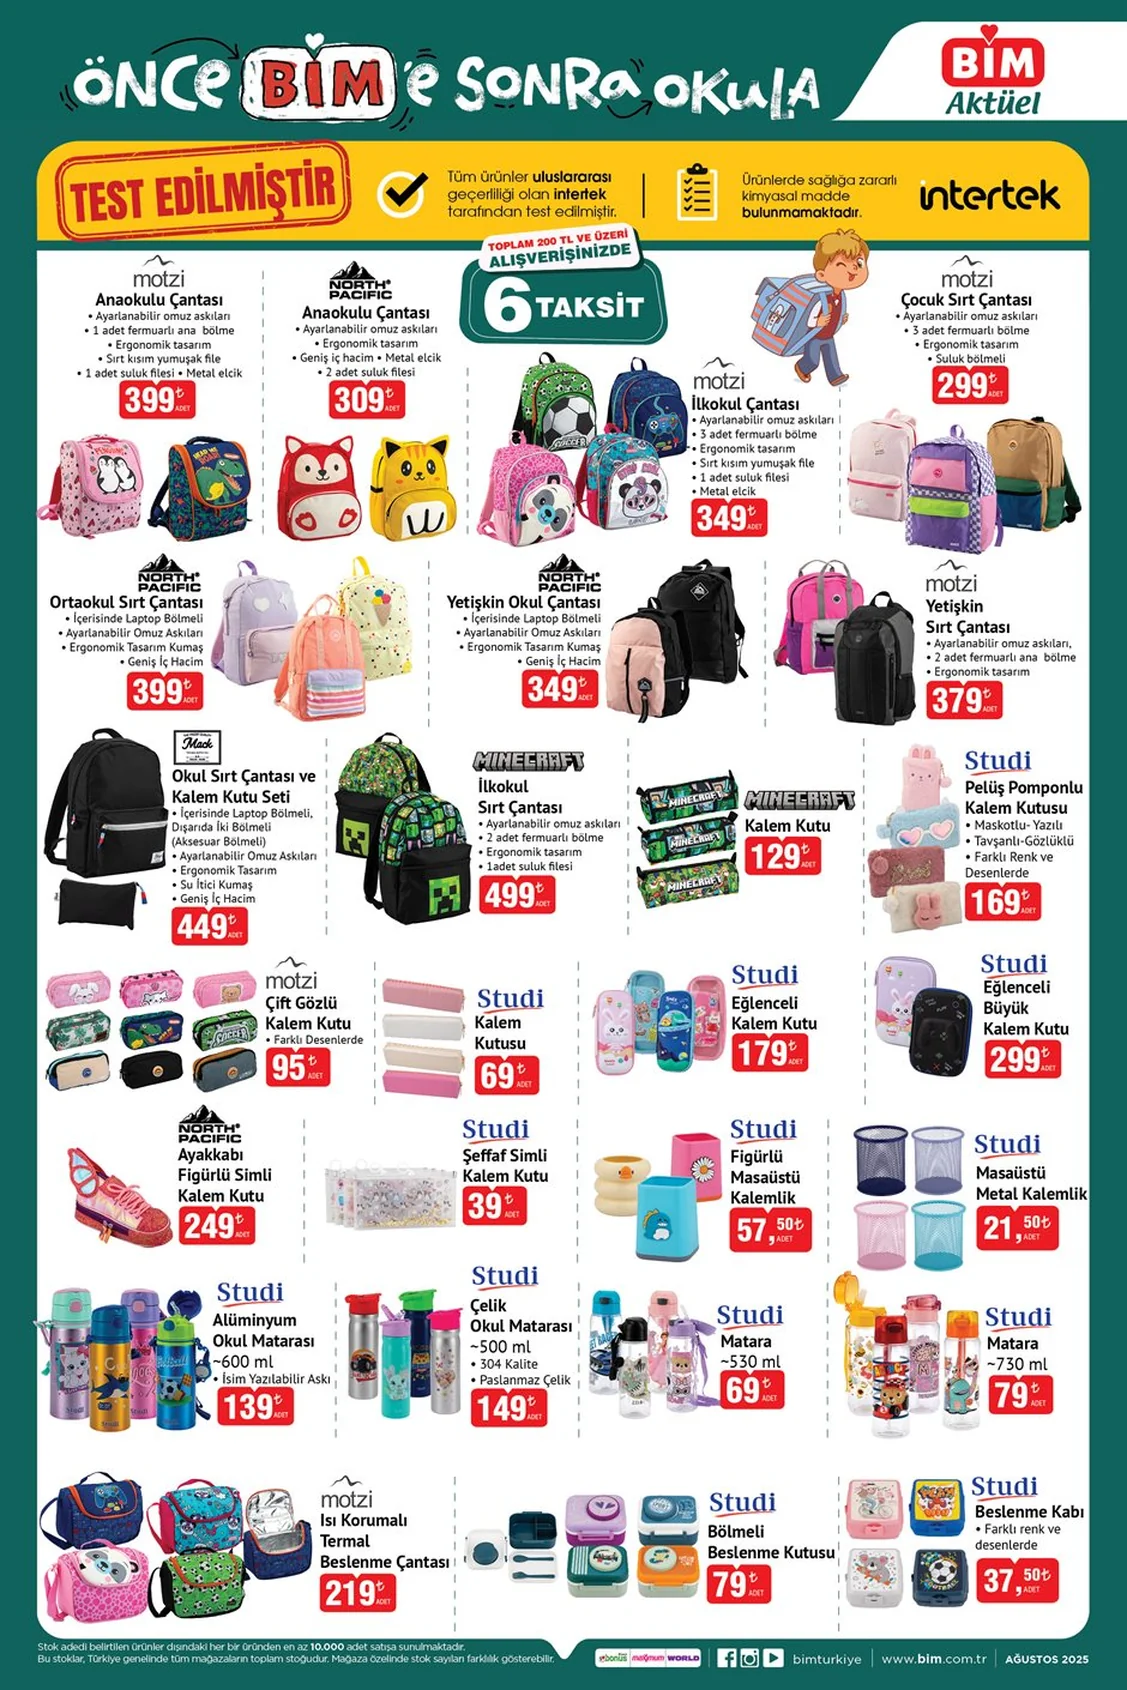 ÖNCE BİM'e SONRA OKULA
BİM
Aktüel
TEST EDİLMİŞTİR
Tüm ürünler uluslararası
geçerliliği olan intertek
tarafından test edilmiştir.
Ürünlerde sağlığa zararlı
kimyasal madde
bulunmamaktadır.
intertek
TOPLAM 200 TL VE ÜZERİ
ALIŞVERİŞİNİZDE
6 TAKSİT
motzi
Anaokulu Çantası
• Ayarlanabilir omuz askıları
• 1 adet fermuarlı ana bölme
• Ergonomik tasarım
• Sırt kısım yumuşak file
• 1 adet suluk filesi • Metal elcik
399₺
ADET
NORTH PACIFIC
Anaokulu Çantası
• Ayarlanabilir omuz askıları
• Ergonomik tasarım
• Geniş iç hacim • Metal elcik
• 2 adet suluk filesi
309₺
ADET
motzi
İlkokul Çantası
• Ayarlanabilir omuz askıları
• 3 adet fermuarlı bölme
• Ergonomik tasarım
• Sırt kısım yumuşak file
• 1 adet suluk filesi
• Metal elcik
349₺
ADET
motzi
Çocuk Sırt Çantası
• Ayarlanabilir omuz askıları
• 3 adet fermuarlı bölme
• Ergonomik tasarım
• Suluk bölmeli
299₺
ADET
NORTH PACIFIC
Ortaokul Sırt Çantası
• İçerisinde Laptop Bölmeli
• Ayarlanabilir Omuz Askıları
• Ergonomik Tasarım Kumaş
• Geniş İç Hacim
399₺
ADET
NORTH PACIFIC
Yetişkin Okul Çantası
• İçerisinde Laptop Bölmeli
• Ayarlanabilir Omuz Askıları
• Ergonomik Tasarım Kumaş
• Geniş İç Hacim
349₺
ADET
motzi
Yetişkin
Sırt Çantası
• Ayarlanabilir omuz askıları,
• 2 adet fermuarlı ana bölme
• Ergonomik tasarım
379₺
ADET
Mack
Okul Sırt Çantası ve
Kalem Kutu Seti
• İçerisinde Laptop Bölmeli,
Dışarıda İki Bölmeli
(Aksesuar Bölmeli)
• Ayarlanabilir Omuz Askıları
• Ergonomik Tasarım
• Su İtici Kumaş
• Geniş İç Hacim
449₺
ADET
MINECRAFT
İlkokul
Sırt Çantası
• Ayarlanabilir omuz askıları
• 2 adet fermuarlı bölme
• Ergonomik tasarım
• 1adet suluk filesi
499₺
ADET
MINECRAFT
MINECRAFT
MINECRAFT
MINECRAFT
Kalem Kutu
129₺
ADET
Studi
Pelüş Pomponlu
Kalem Kutusu
• Maskotlu- Yazılı
• Tavşanlı-Gözlüklü
• Farklı Renk ve
Desenlerde
169₺
ADET
motzi
Çift Gözlü
Kalem Kutu
• Farklı Desenlerde
95₺
ADET
Studi
Kalem
Kutusu
69₺
ADET
Studi
Eğlenceli
Kalem Kutu
179₺
ADET
Studi
Eğlenceli
Büyük
Kalem Kutu
299₺
ADET
NORTH PACIFIC
Ayakkabı
Figürlü Simli
Kalem Kutu
249₺
ADET
Studi
Şeffaf Simli
Kalem Kutu
39₺
ADET
Studi
Figürlü
Masaüstü
Kalemlik
57,50₺
ADET
Studi
Masaüstü
Metal Kalemlik
21,50₺
ADET
Studi
Alüminyum
Okul Matarası
~600 ml
• İsim Yazılabilir Askı
139₺
ADET
Studi
Çelik
Okul Matarası
~500 ml
• 304 Kalite
• Paslanmaz Çelik
149₺
ADET
Studi
Matara
~530 ml
69₺
ADET
Studi
Matara
~730 ml
79₺
ADET
motzi
Isı Korumalı
Termal
Beslenme Çantası
219₺
ADET
Studi
Bölmeli
Beslenme Kutusu
79₺
ADET
Studi
Beslenme Kabı
• Farklı renk ve
desenlerde
37,50₺
ADET
Stok adedi belirtilen ürünler dışındaki her bir üründen en az 10.000 adet satışa sunulmaktadır.
Bu stoklar, Türkiye genelinde tüm mağazaların toplam stoğudur. Mağaza özelinde stok sayıları farklılık gösterebilir.
bonus maximum WORLD
bimturkiye
www.bim.com.tr
AĞUSTOS 2025